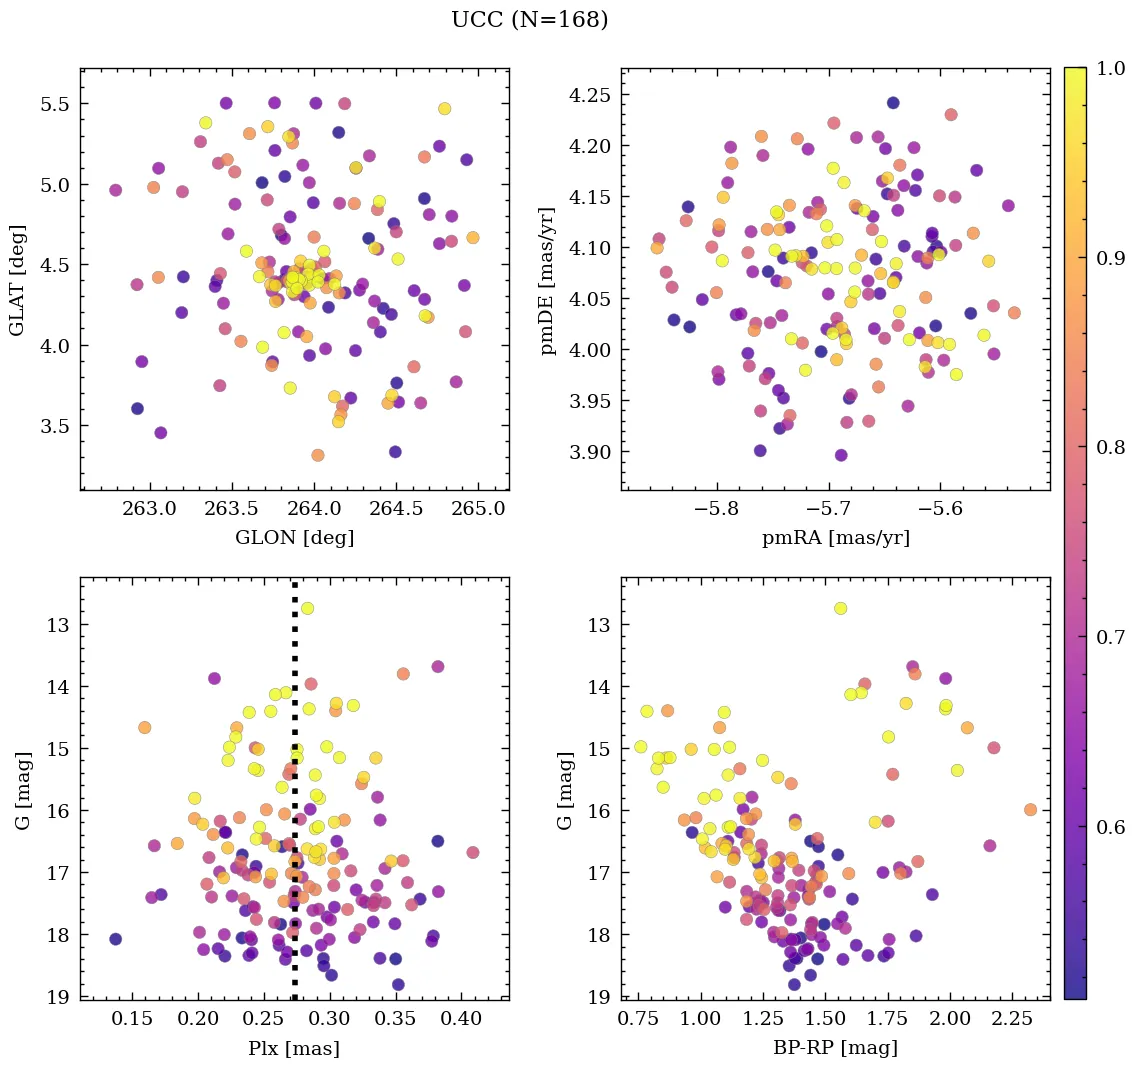 UCC (N=168)
5.5
5.0
4.5
4.0
3.5
GLAT [deg]
263.0 263.5 264.0 264.5 265.0
GLON [deg]
4.25
4.20
4.15
4.10
4.05
4.00
3.95
3.90
pmDE [mas/yr]
−5.8 −5.7 −5.6
pmRA [mas/yr]
1.0
0.9
0.8
0.7
0.6
13
14
15
16
17
18
19
G [mag]
0.15 0.20 0.25 0.30 0.35 0.40
Plx [mas]
13
14
15
16
17
18
19
G [mag]
0.75 1.00 1.25 1.50 1.75 2.00 2.25
BP-RP [mag]